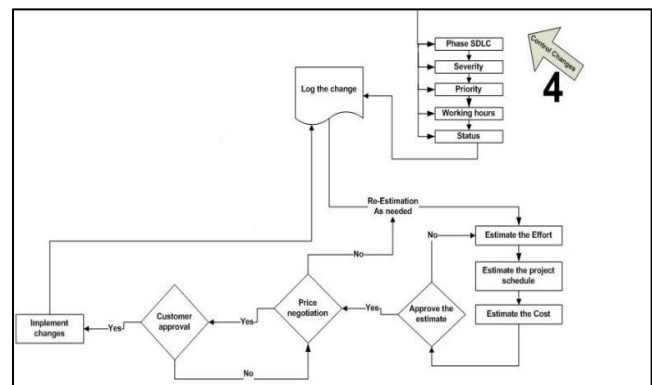 Phase SDLC
Severity
Priority
Working hours
Status
Control Changes
4
Log the change
Re-Estimation
As needed
No
Estimate the Effort
Estimate the project
schedule
Estimate the Cost
No
Approve the
estimate
Yes
Price
negotiation
Yes
Customer
approval
Yes
Implement
changes
No